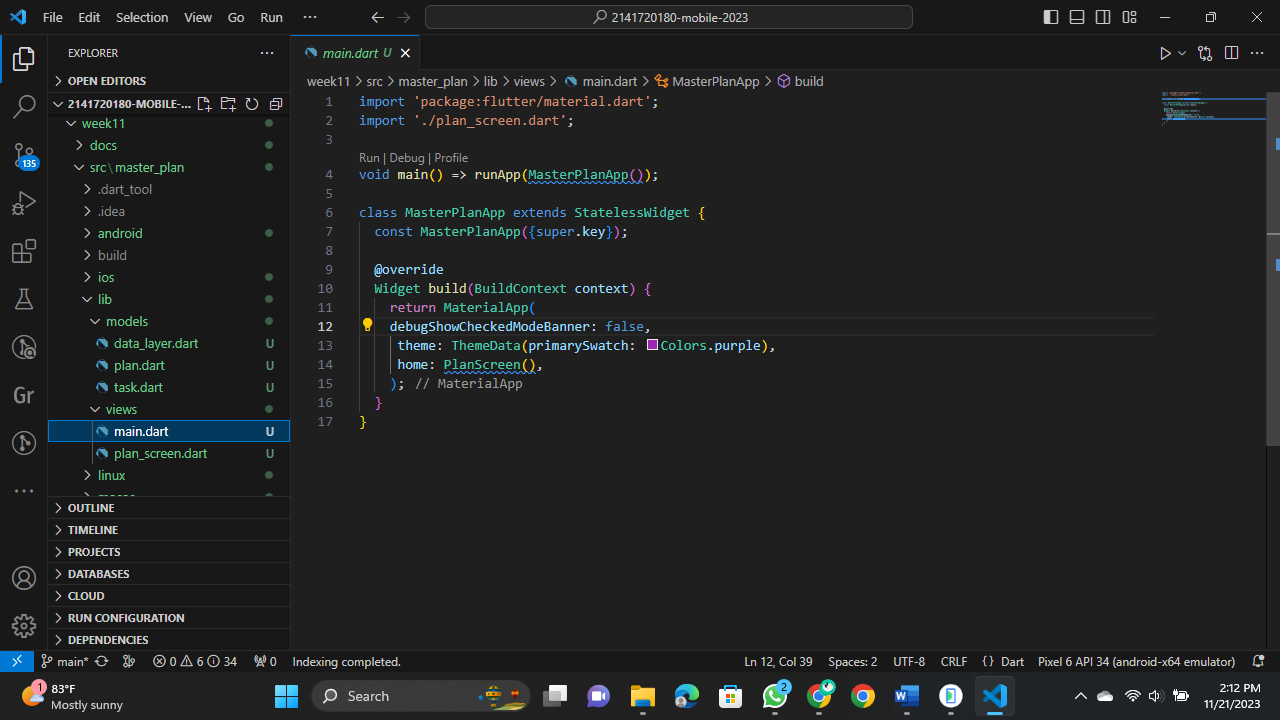 File Edit Selection View Go Run ··· 2141720180-mobile-2023
EXPLORER ···
OPEN EDITORS
2141720180-MOBILE-...
week11
docs
src\master_plan
.dart_tool
.idea
android
build
ios
lib
models
data_layer.dart U
plan.dart U
task.dart U
views
main.dart U
plan_screen.dart U
linux
OUTLINE
TIMELINE
PROJECTS
DATABASES
CLOUD
RUN CONFIGURATION
DEPENDENCIES
135
Gr
main.dart U
week11 > src > master_plan > lib > views > main.dart > MasterPlanApp > build
1 import 'package:flutter/material.dart';
2 import './plan_screen.dart';
3
Run | Debug | Profile
4 void main() => runApp(MasterPlanApp());
5
6 class MasterPlanApp extends StatelessWidget {
7 const MasterPlanApp({super.key});
8
9 @override
10 Widget build(BuildContext context) {
11 return MaterialApp(
12 debugShowCheckedModeBanner: false,
13 theme: ThemeData(primarySwatch: Colors.purple),
14 home: PlanScreen(),
15 ); // MaterialApp
16 }
17 }
main* 0 6 34 0 Indexing completed. Ln 12, Col 39 Spaces: 2 UTF-8 CRLF {} Dart Pixel 6 API 34 (android-x64 emulator)
1 83°F
Mostly sunny
Search
2
2:12 PM
11/21/2023